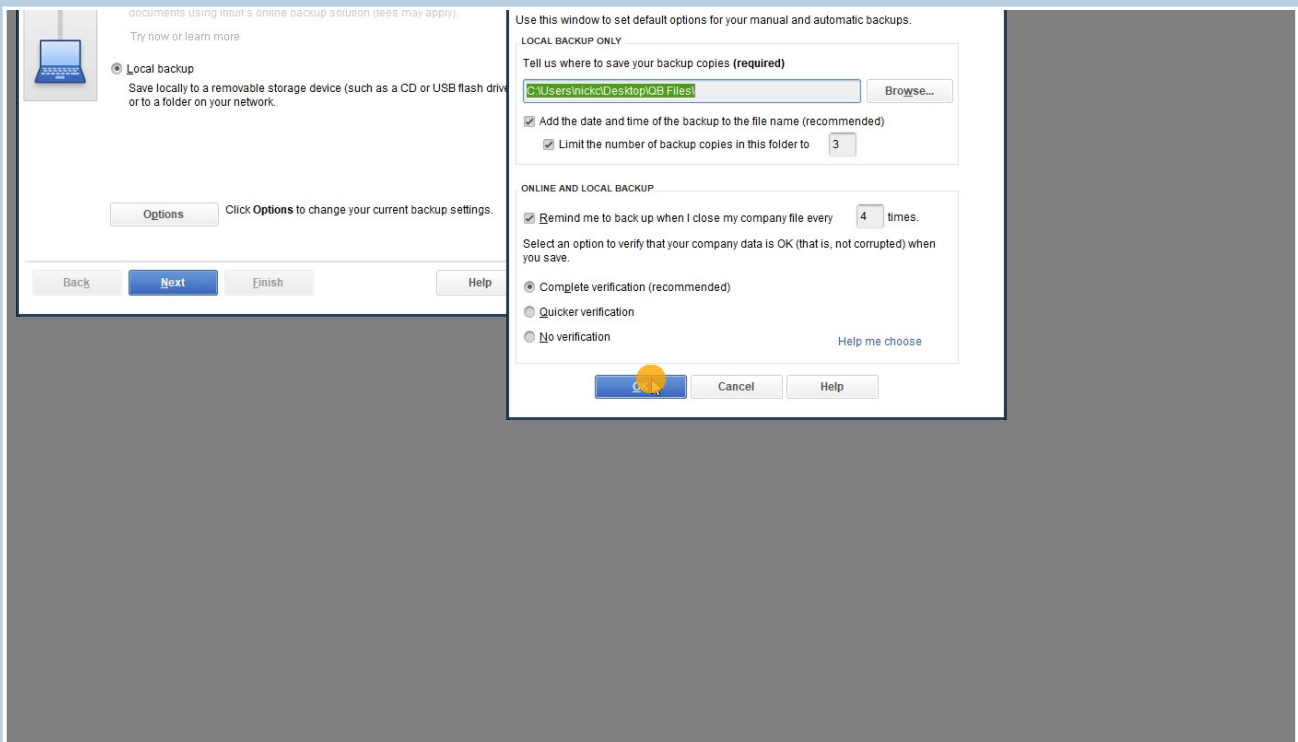 documents using Intuit's online backup solution (fees may apply).
Try now or learn more
Local backup
Save locally to a removable storage device (such as a CD or USB flash drive
or to a folder on your network.
Options
Click Options to change your current backup settings.
Back
Next
Finish
Help
Use this window to set default options for your manual and automatic backups.
LOCAL BACKUP ONLY
Tell us where to save your backup copies (required)
C:\Users\nickc\Desktop\QB Files\
Browse...
Add the date and time of the backup to the file name (recommended)
Limit the number of backup copies in this folder to 3
ONLINE AND LOCAL BACKUP
Remind me to back up when I close my company file every 4 times.
Select an option to verify that your company data is OK (that is, not corrupted) when
you save.
Complete verification (recommended)
Quicker verification
No verification
Help me choose
OK
Cancel
Help